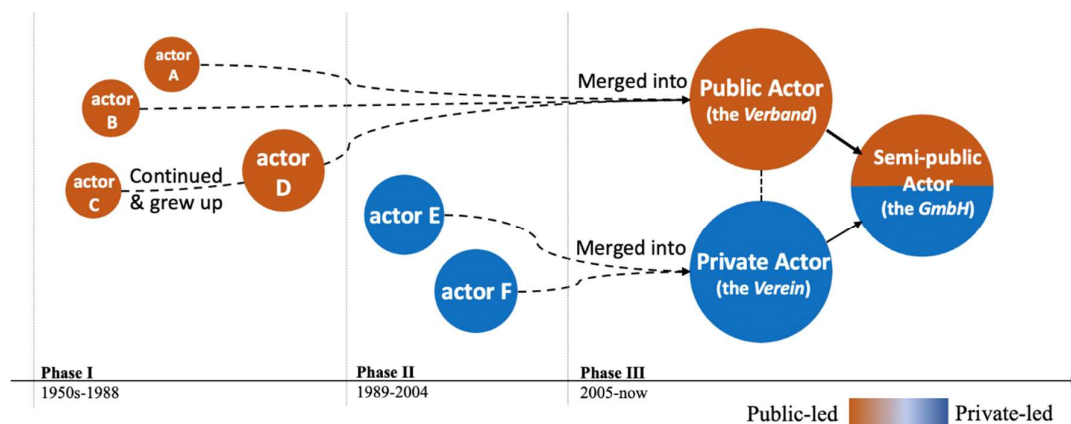 actor
A
actor
B
actor
C
Continued
& grew up
actor
D
actor E
actor F
Merged into
Merged into
Public Actor
(the Verband)
Private Actor
(the Verein)
Semi-public
Actor
(the GmbH)
Phase I
1950s-1988
Phase II
1989-2004
Phase III
2005-now
Public-led
Private-led